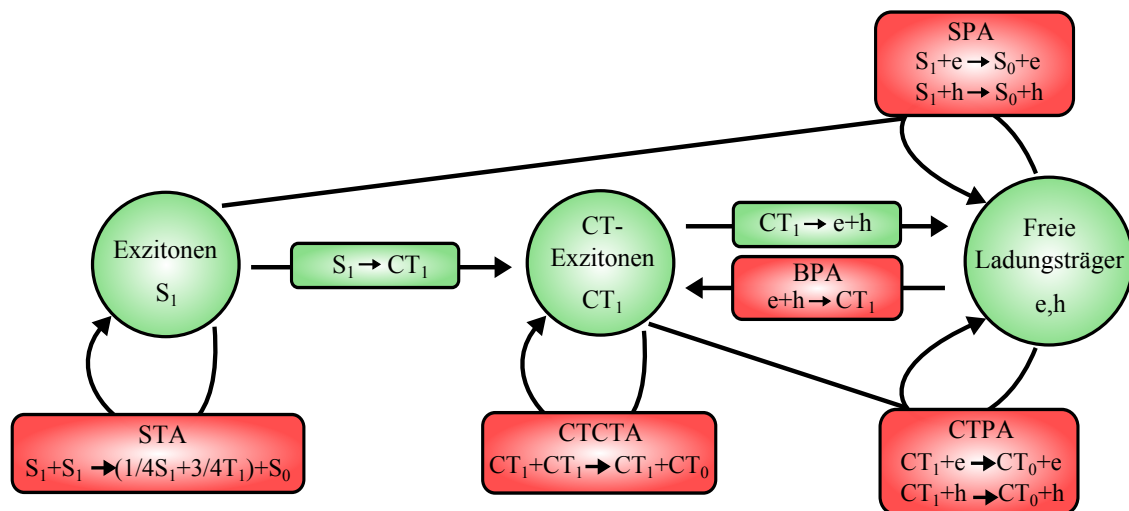 SPA
S₁+e → S₀+e
S₁+h → S₀+h
Exzitonen
S₁
S₁ → CT₁
CT-
Exzitonen
CT₁
CT₁ → e+h
BPA
e+h → CT₁
Freie
Ladungsträger
e,h
STA
S₁+S₁ → (1/4S₁+3/4T₁)+S₀
CTCTA
CT₁+CT₁ → CT₁+CT₀
CTPA
CT₁+e → CT₀+e
CT₁+h → CT₀+h